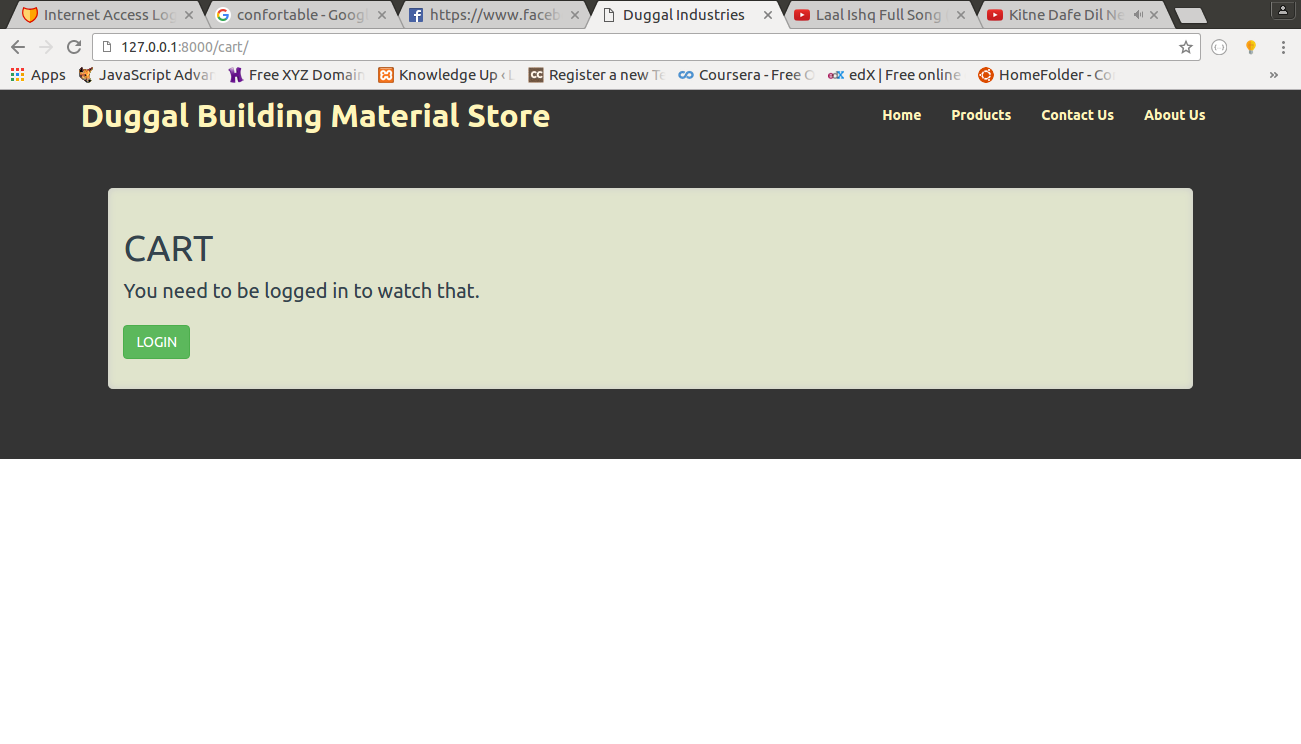 Internet Access Log
confortable - Googl
https://www.faceb
Duggal Industries
Laal Ishq Full Song
Kitne Dafe Dil Ne
127.0.0.1:8000/cart/
Apps
JavaScript Advan
Free XYZ Domain
Knowledge Up ‹ L
CC Register a new Te
Coursera - Free O
edX edX | Free online
HomeFolder - Co
»
Duggal Building Material Store
Home Products Contact Us About Us
CART
You need to be logged in to watch that.
LOGIN